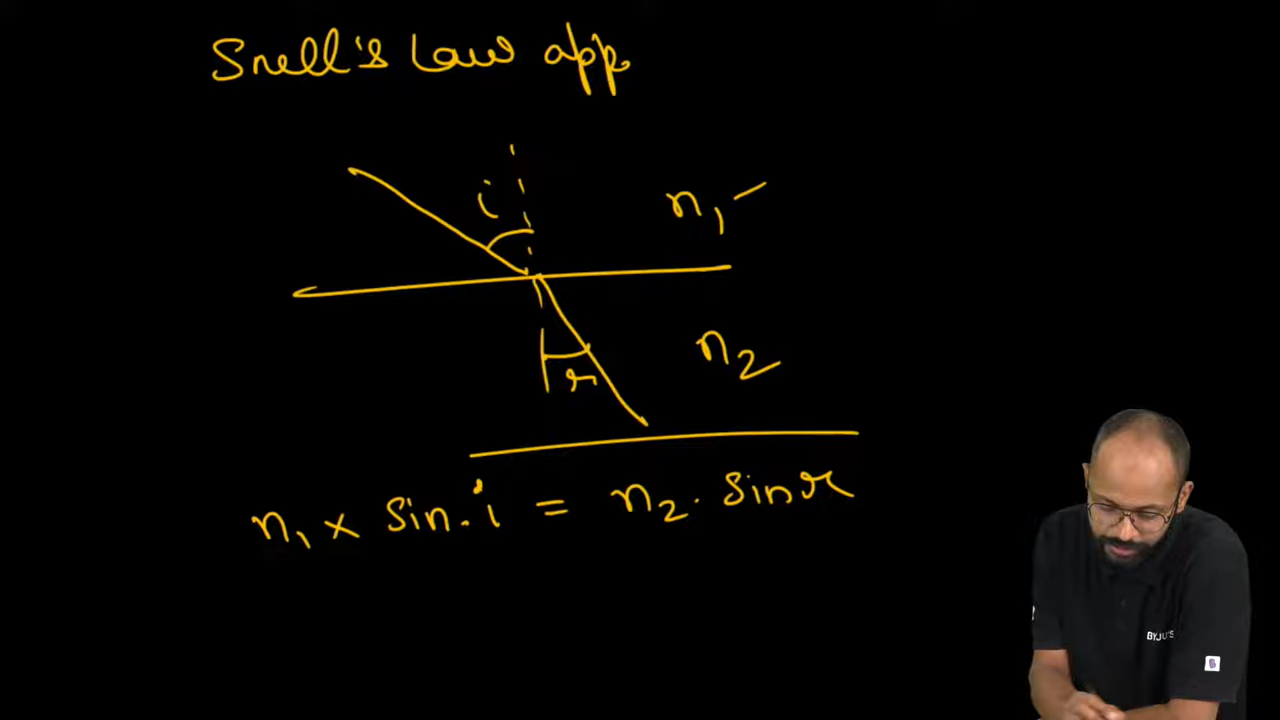 Snell's Law app.
i
n₁
n₂
r
n₁ × sin. i = n₂ . sin r
BYJU'S
B